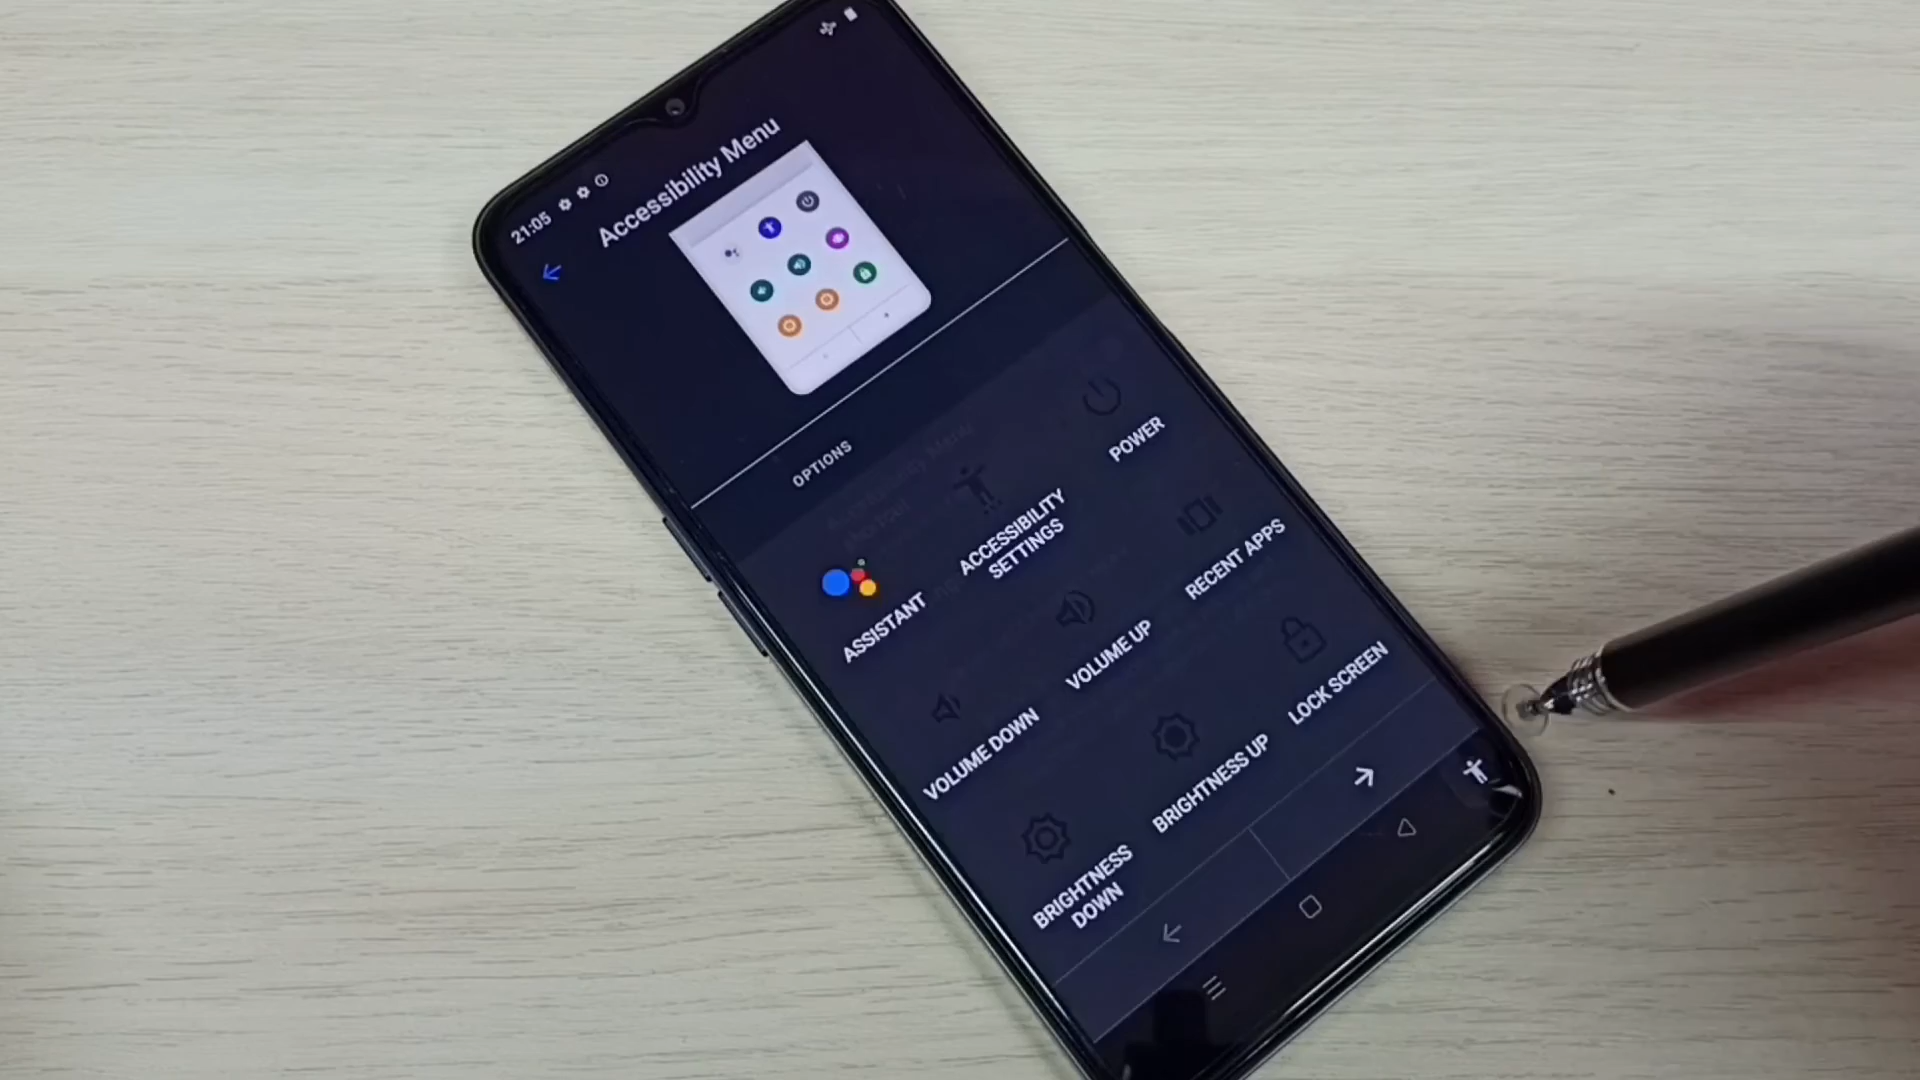 21:05
Accessibility Menu
OPTIONS
ASSISTANT
ACCESSIBILITY
SETTINGS
POWER
VOLUME DOWN
VOLUME UP
RECENT APPS
BRIGHTNESS
DOWN
BRIGHTNESS UP
LOCK SCREEN